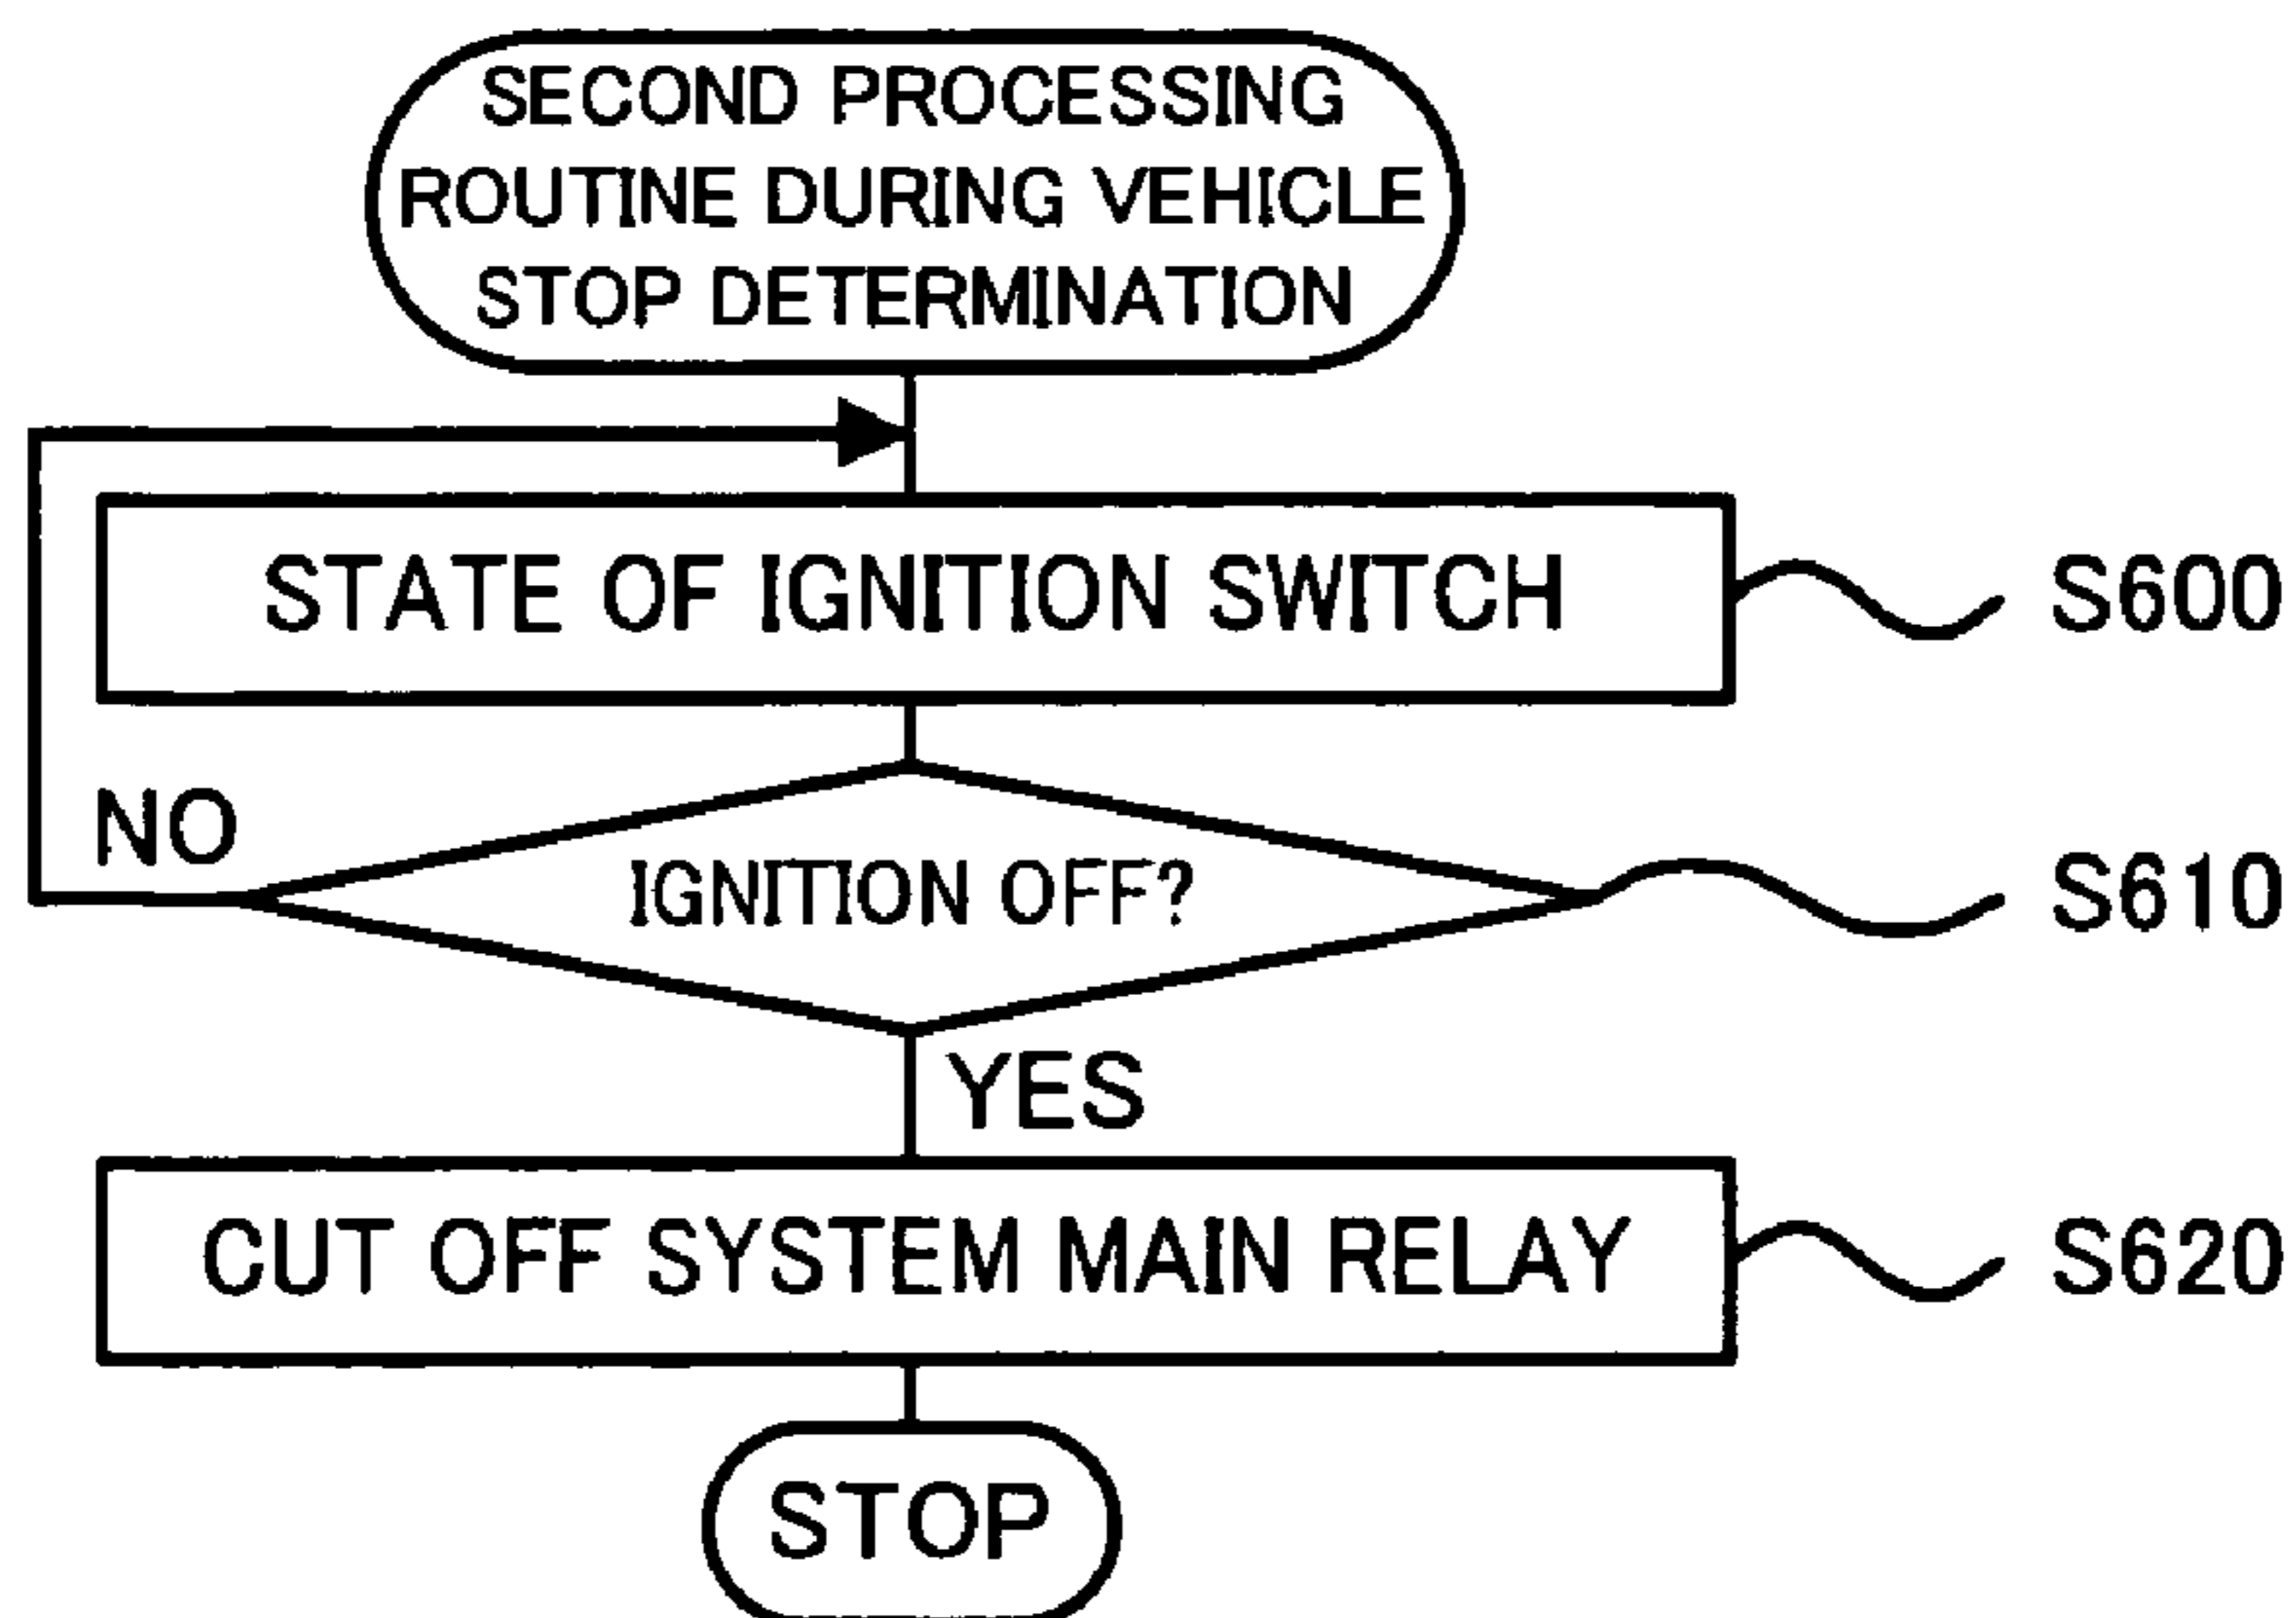 SECOND PROCESSING
ROUTINE DURING VEHICLE
STOP DETERMINATION
STATE OF IGNITION SWITCH
S600
NO
IGNITION OFF?
S610
YES
CUT OFF SYSTEM MAIN RELAY
S620
STOP